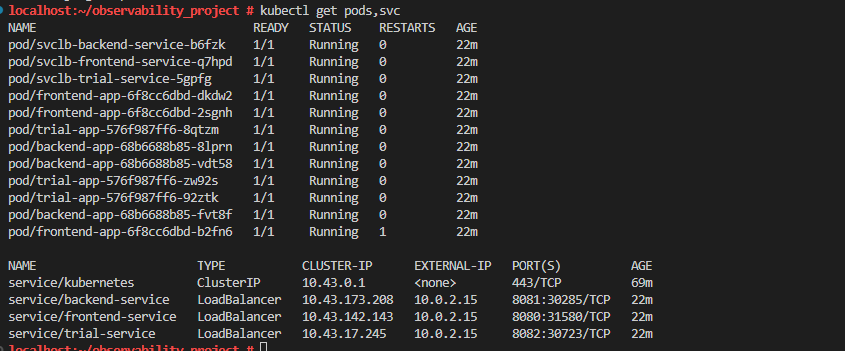 localhost:~/observability_project # kubectl get pods,svc
NAME READY STATUS RESTARTS AGE
pod/svclb-backend-service-b6fzk 1/1 Running 0 22m
pod/svclb-frontend-service-q7hpd 1/1 Running 0 22m
pod/svclb-trial-service-5gpfg 1/1 Running 0 22m
pod/frontend-app-6f8cc6dbd-dkdw2 1/1 Running 0 22m
pod/frontend-app-6f8cc6dbd-2sgnh 1/1 Running 0 22m
pod/trial-app-576f987ff6-8qtzm 1/1 Running 0 22m
pod/backend-app-68b6688b85-8lprn 1/1 Running 0 22m
pod/backend-app-68b6688b85-vdt58 1/1 Running 0 22m
pod/trial-app-576f987ff6-zw92s 1/1 Running 0 22m
pod/trial-app-576f987ff6-92ztk 1/1 Running 0 22m
pod/backend-app-68b6688b85-fvt8f 1/1 Running 0 22m
pod/frontend-app-6f8cc6dbd-b2fn6 1/1 Running 1 22m
NAME TYPE CLUSTER-IP EXTERNAL-IP PORT(S) AGE
service/kubernetes ClusterIP 10.43.0.1 <none> 443/TCP 69m
service/backend-service LoadBalancer 10.43.173.208 10.0.2.15 8081:30285/TCP 22m
service/frontend-service LoadBalancer 10.43.142.143 10.0.2.15 8080:31580/TCP 22m
service/trial-service LoadBalancer 10.43.17.245 10.0.2.15 8082:30723/TCP 22m
localhost:~/observability_project #